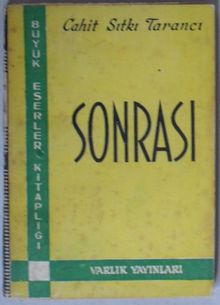 Cahit Sıtkı Tarancı
BÜYÜK ESERLER KİTAPLIĞI
SONRASI
VARLIK YAYINLARI